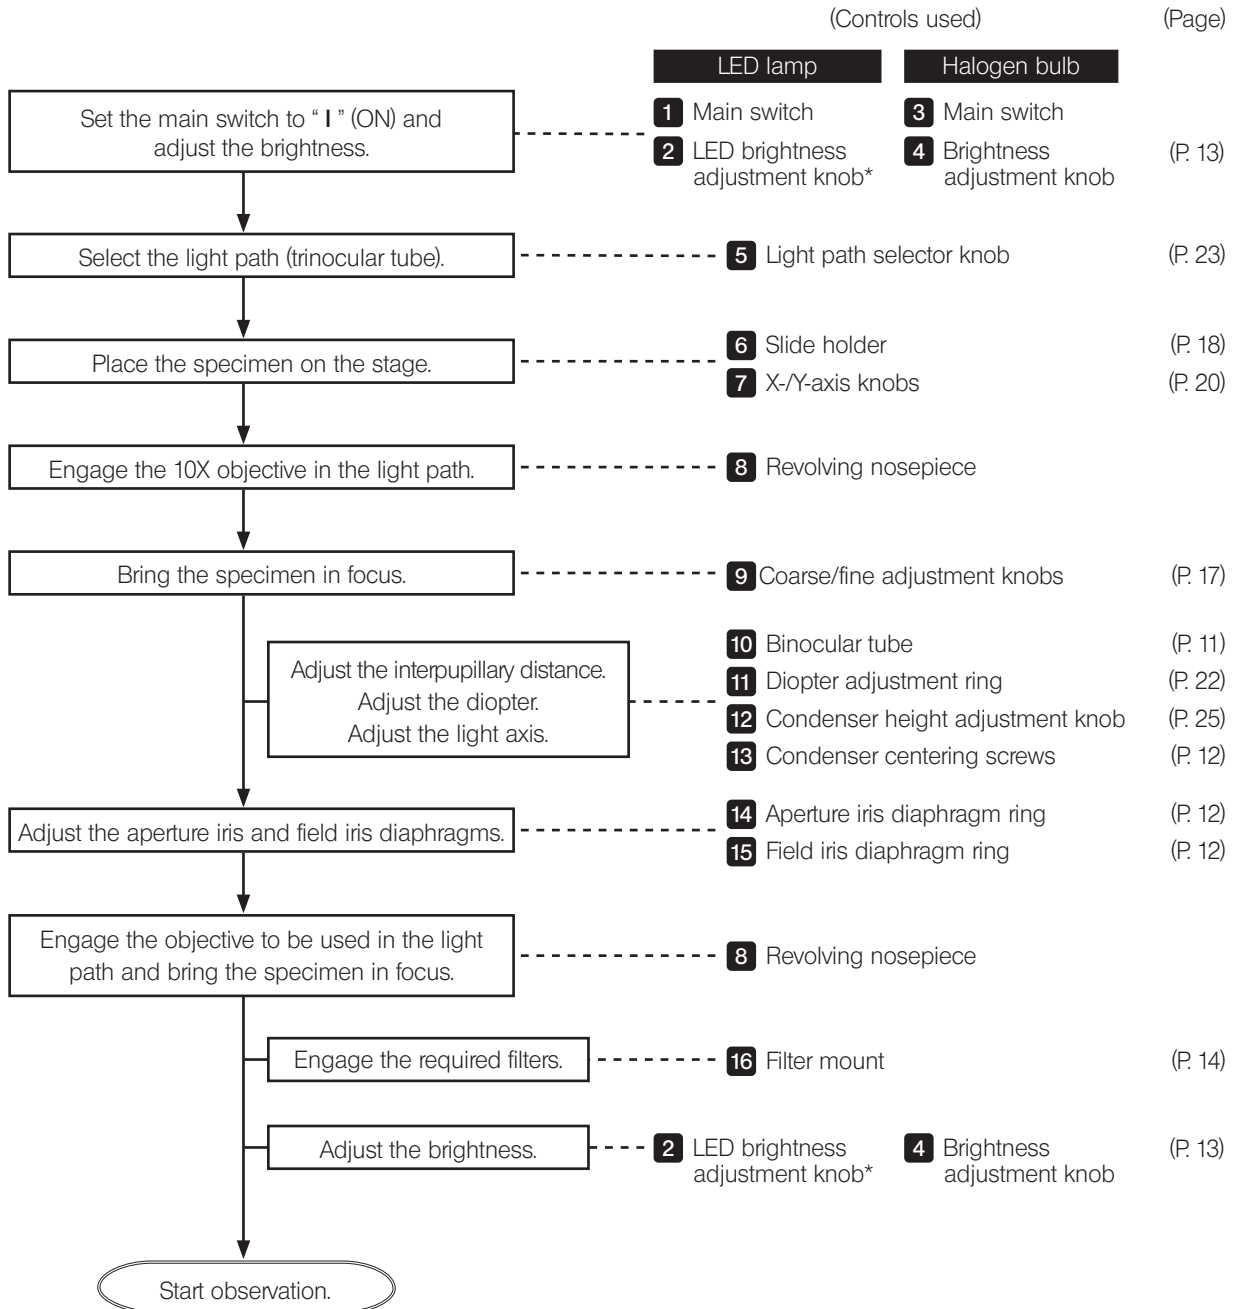 (Controls used) (Page)
LED lamp Halogen bulb
Set the main switch to “ I ” (ON) and
adjust the brightness.
1 Main switch 3 Main switch
2 LED brightness
adjustment knob*
4 Brightness
adjustment knob
(P. 13)
Select the light path (trinocular tube).
5 Light path selector knob (P. 23)
Place the specimen on the stage.
6 Slide holder (P. 18)
7 X-/Y-axis knobs (P. 20)
Engage the 10X objective in the light path.
8 Revolving nosepiece
Bring the specimen in focus.
9 Coarse/fine adjustment knobs (P. 17)
Adjust the interpupillary distance.
Adjust the diopter.
Adjust the light axis.
10 Binocular tube (P. 11)
11 Diopter adjustment ring (P. 22)
12 Condenser height adjustment knob (P. 25)
13 Condenser centering screws (P. 12)
Adjust the aperture iris and field iris diaphragms.
14 Aperture iris diaphragm ring (P. 12)
15 Field iris diaphragm ring (P. 12)
Engage the objective to be used in the light
path and bring the specimen in focus.
8 Revolving nosepiece
Engage the required filters.
16 Filter mount (P. 14)
Adjust the brightness.
2 LED brightness
adjustment knob*
4 Brightness
adjustment knob
(P. 13)
Start observation.